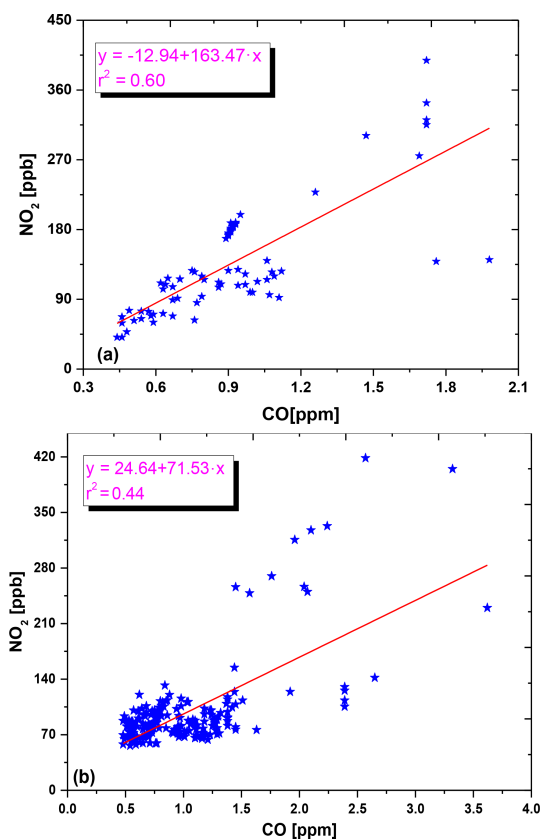 450
360
270
180
90
0
NO2 [ppb]
y = -12.94+163.47·x
r2 = 0.60
(a)
0.3 0.6 0.9 1.2 1.5 1.8 2.1
CO[ppm]
420
350
280
210
140
70
0
NO2 [ppb]
y = 24.64+71.53·x
r2 = 0.44
(b)
0.0 0.5 1.0 1.5 2.0 2.5 3.0 3.5 4.0
CO [ppm]